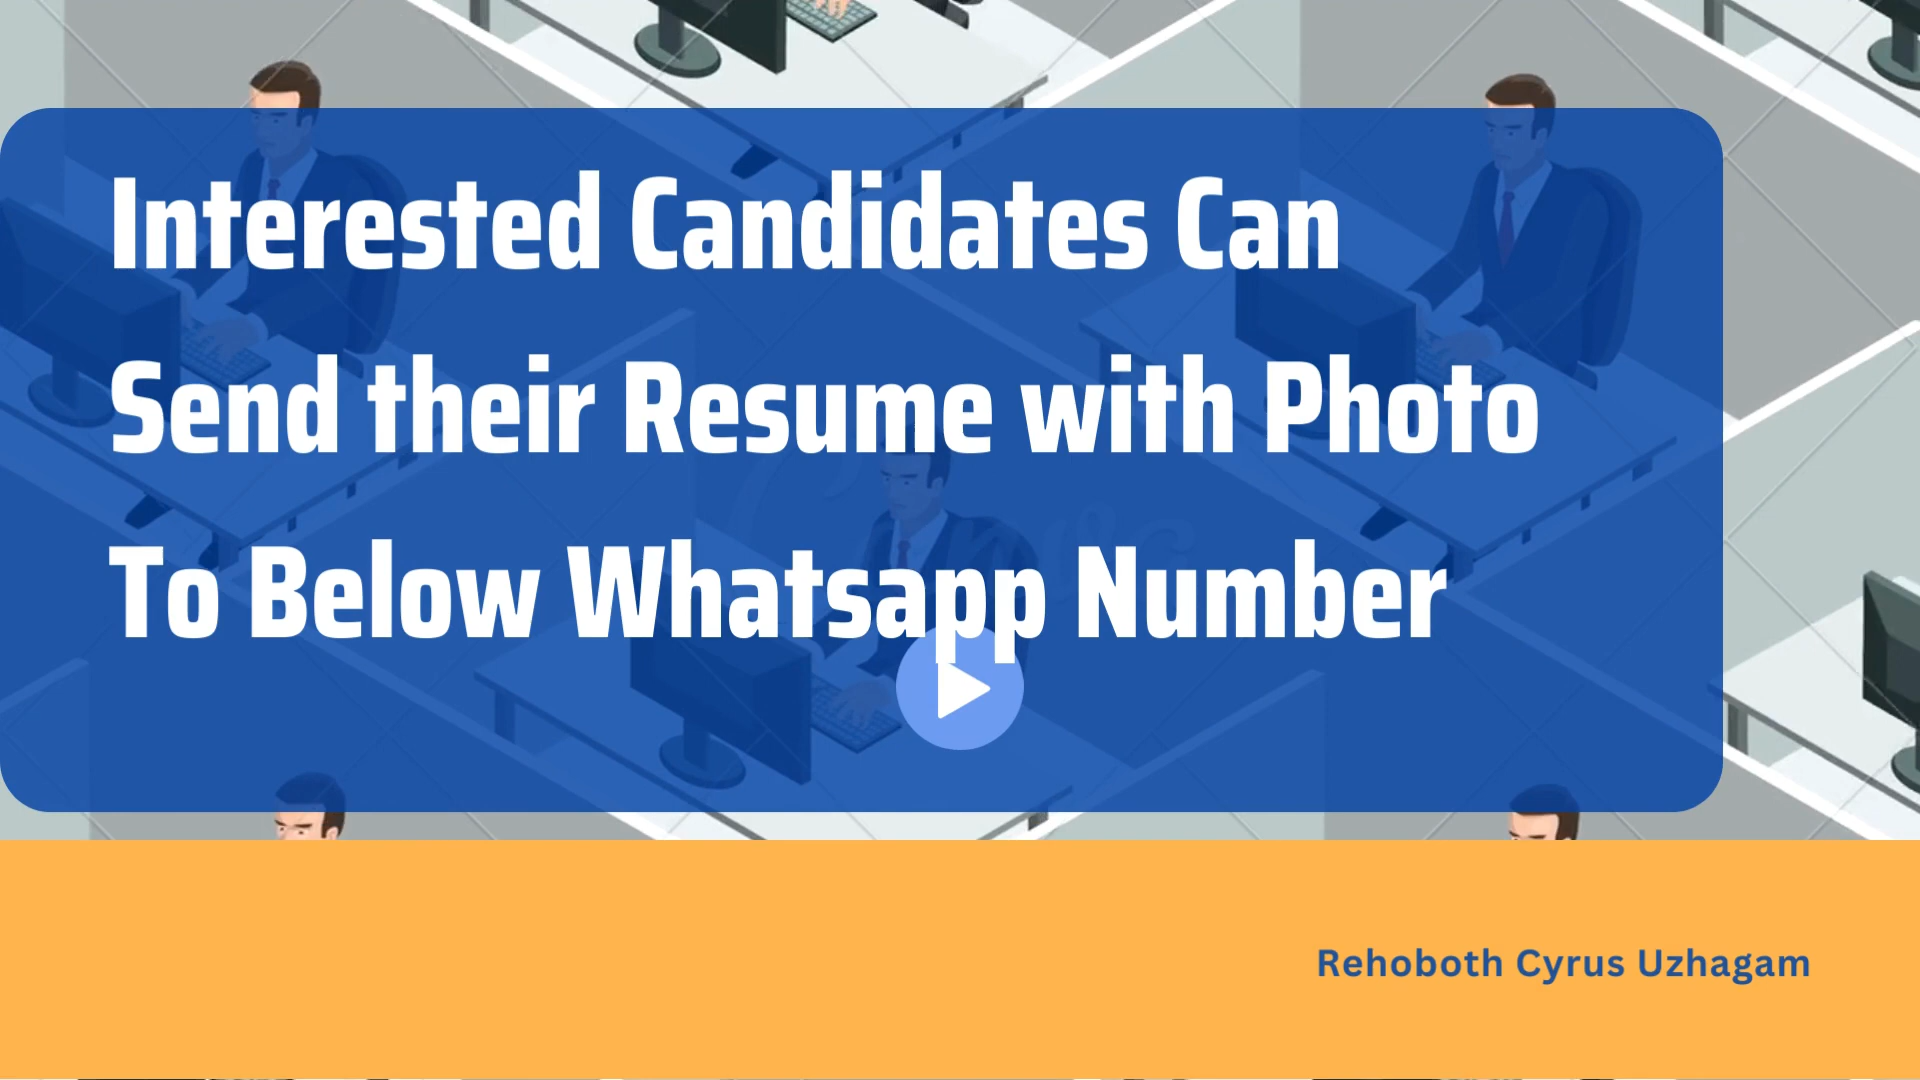 Interested Candidates Can
Send their Resume with Photo
To Below Whatsapp Number
Rehoboth Cyrus Uzhagam